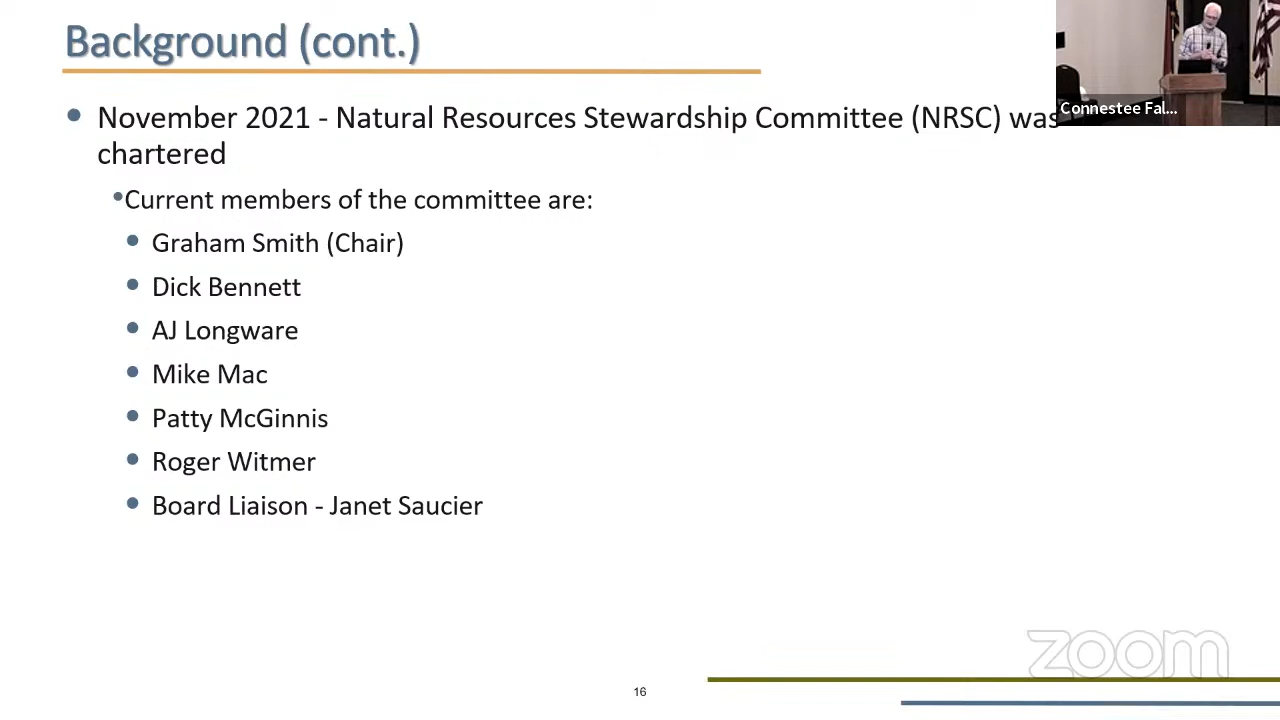 Background (cont.)
Connestee Fal...
• November 2021 - Natural Resources Stewardship Committee (NRSC) was
chartered
•Current members of the committee are:
• Graham Smith (Chair)
• Dick Bennett
• AJ Longware
• Mike Mac
• Patty McGinnis
• Roger Witmer
• Board Liaison - Janet Saucier
zoom
16